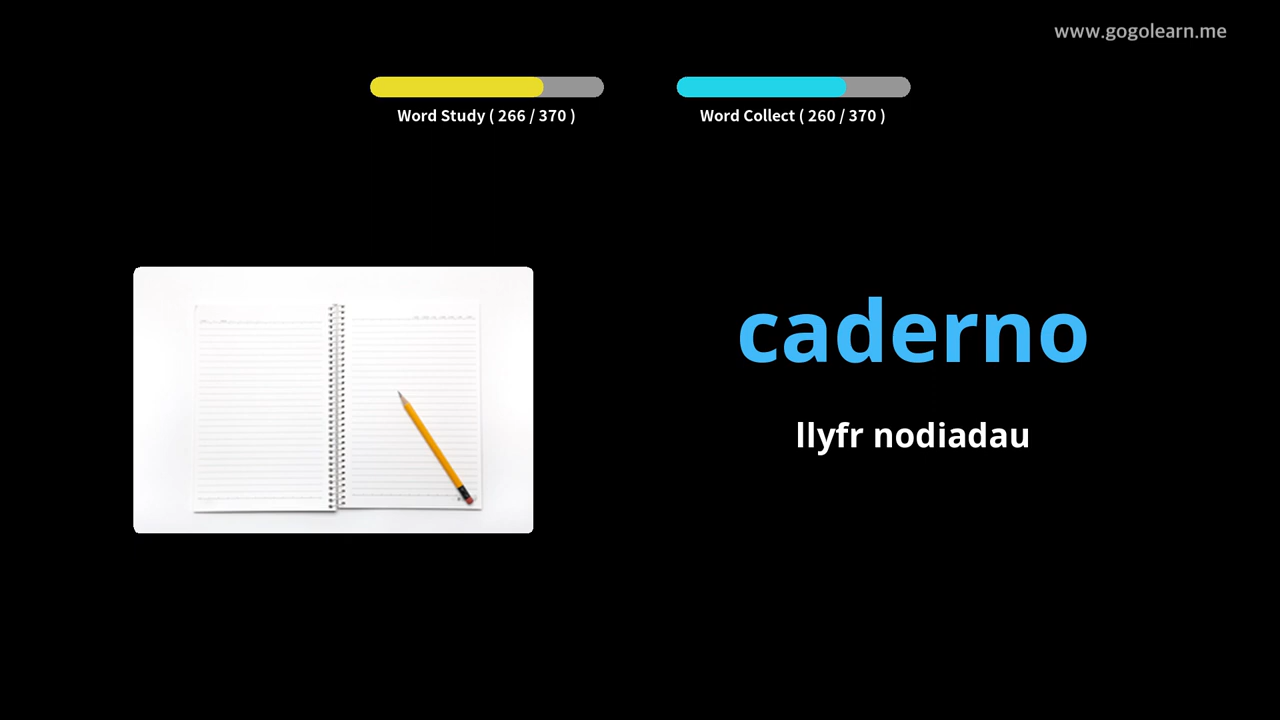 www.gogolearn.me
Word Study ( 266 / 370 )
Word Collect ( 260 / 370 )
caderno
llyfr nodiadau